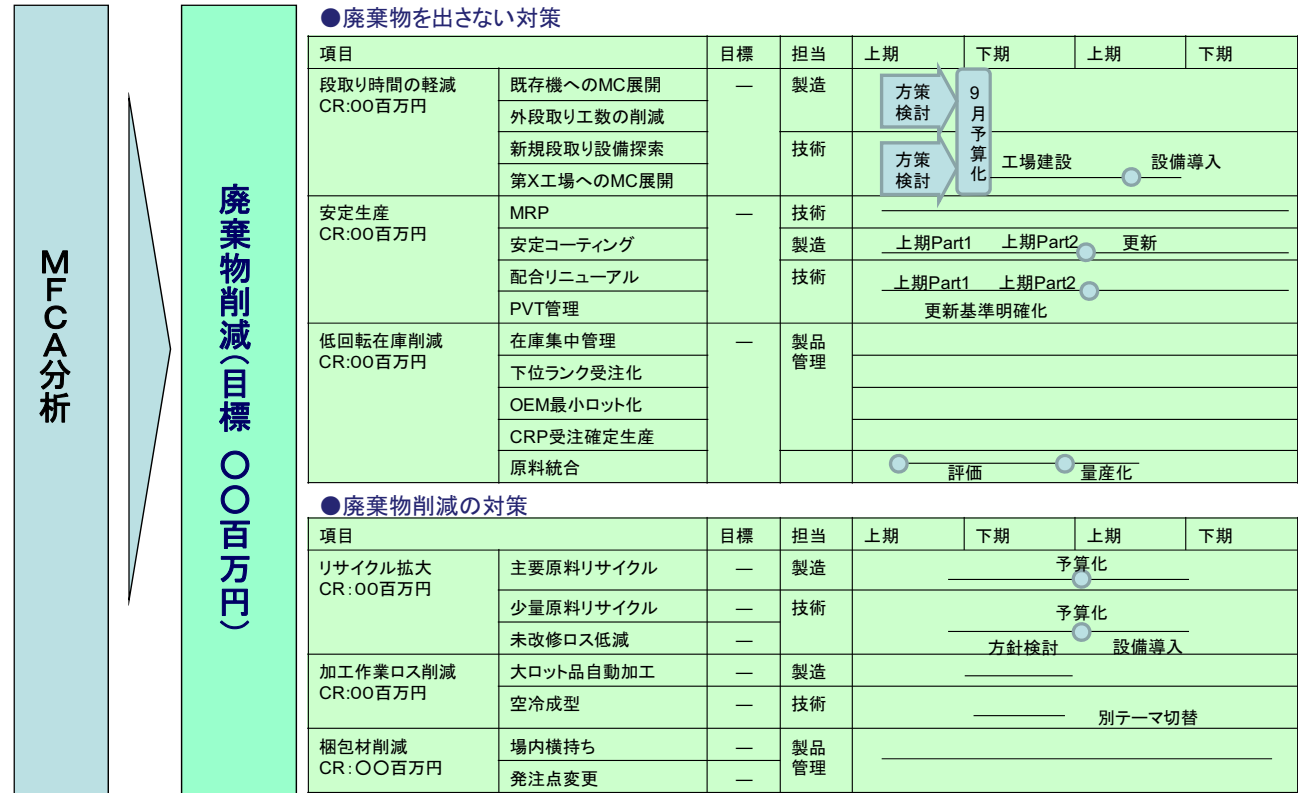 MFCA分析
廃棄物削減(目標 〇〇百万円)
●廃棄物を出さない対策
項目 目標 担当 上期 下期 上期 下期
段取り時間の軽減 既存機へのMC展開 ― 製造 方策 9月予算化
CR:00百万円 外段取り工数の削減 検討
新規段取り設備探索 技術 方策 工場建設 設備導入
第X工場へのMC展開 検討
安定生産 MRP ― 技術
CR:00百万円 安定コーティング 製造 上期Part1 上期Part2 更新
配合リニューアル 技術 上期Part1 上期Part2
PVT管理 更新基準明確化
低回転在庫削減 在庫集中管理 ― 製品
CR:00百万円 下位ランク受注化 管理
OEM最小ロット化
CRP受注確定生産
原料統合 評価 量産化
●廃棄物削減の対策
項目 目標 担当 上期 下期 上期 下期
リサイクル拡大 主要原料リサイクル ― 製造 予算化
CR:00百万円
少量原料リサイクル ― 技術 予算化
未改修ロス低減 ― 方針検討 設備導入
加工作業ロス削減 大ロット品自動加工 ― 製造
CR:00百万円 空冷成型 ― 技術 別テーマ切替
梱包材削減 場内横持ち ― 製品
CR:〇〇百万円 発注点変更 ― 管理